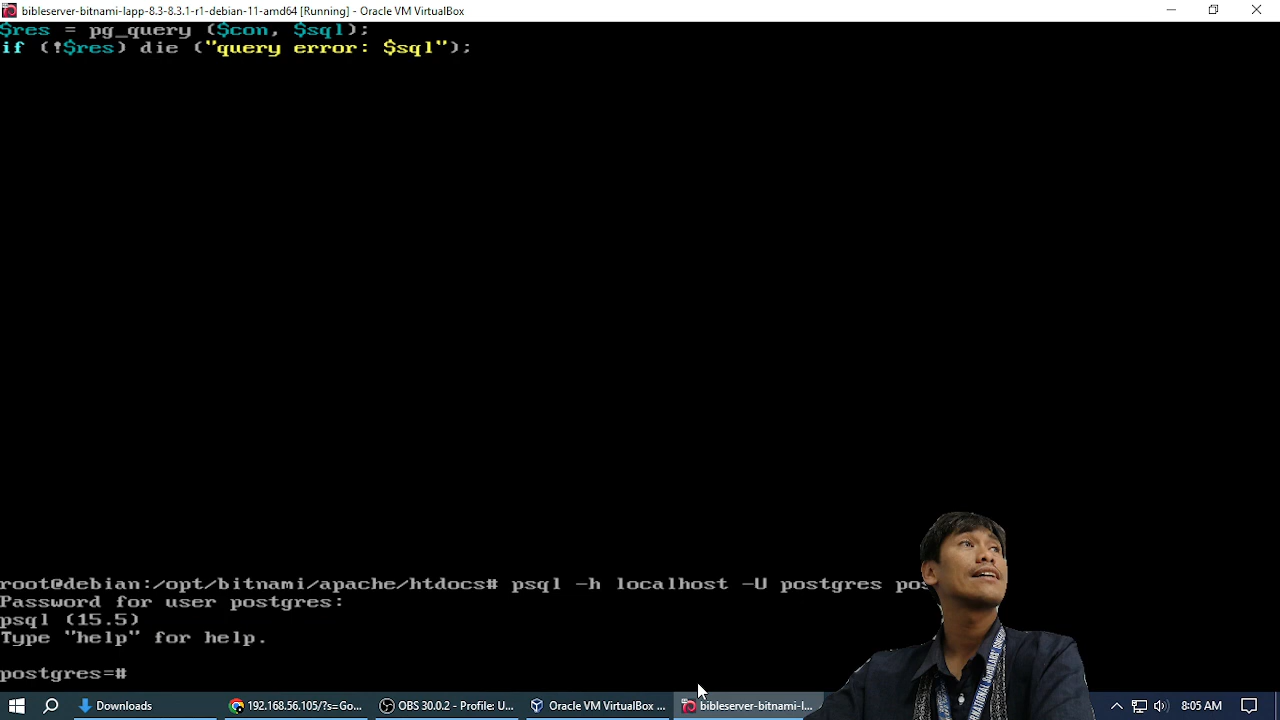 bibleserver-bitnami-lapp-8.3-8.3.1-r1-debian-11-amd64 [Running] - Oracle VM VirtualBox
$res = pg_query ($con, $sql);
if (!$res) die ("query error: $sql");
root@debian:/opt/bitnami/apache/htdocs# psql -h localhost -U postgres
Password for user postgres:
psql (15.5)
Type "help" for help.
postgres=#
Downloads
192.168.56.105/?s=Go...
OBS 30.0.2 - Profile: U...
Oracle VM VirtualBox ...
bibleserver-bitnami-l...
8:05 AM